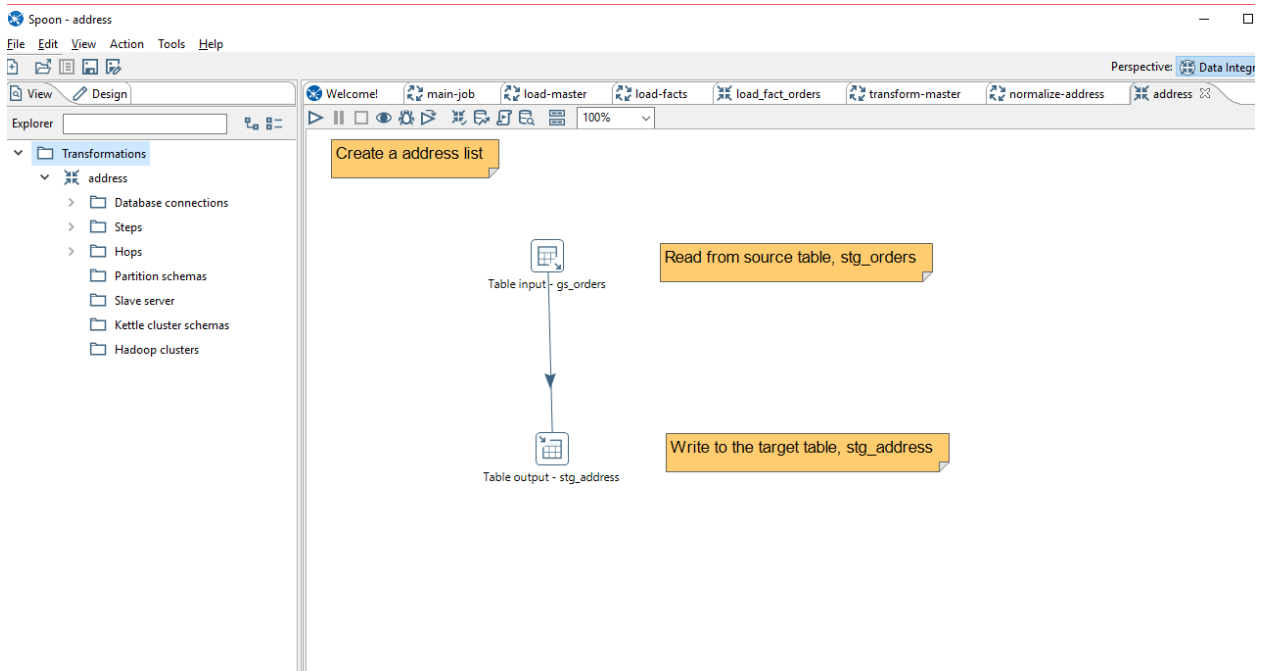 Spoon - address
File Edit View Action Tools Help
Perspective: Data Integr
View Design
Welcome! main-job load-master load-facts load_fact_orders transform-master normalize-address address
Explorer
100%
Transformations
address
Database connections
Steps
Hops
Partition schemas
Slave server
Kettle cluster schemas
Hadoop clusters
Create a address list
Read from source table, stg_orders
Table input - gs_orders
Write to the target table, stg_address
Table output - stg_address